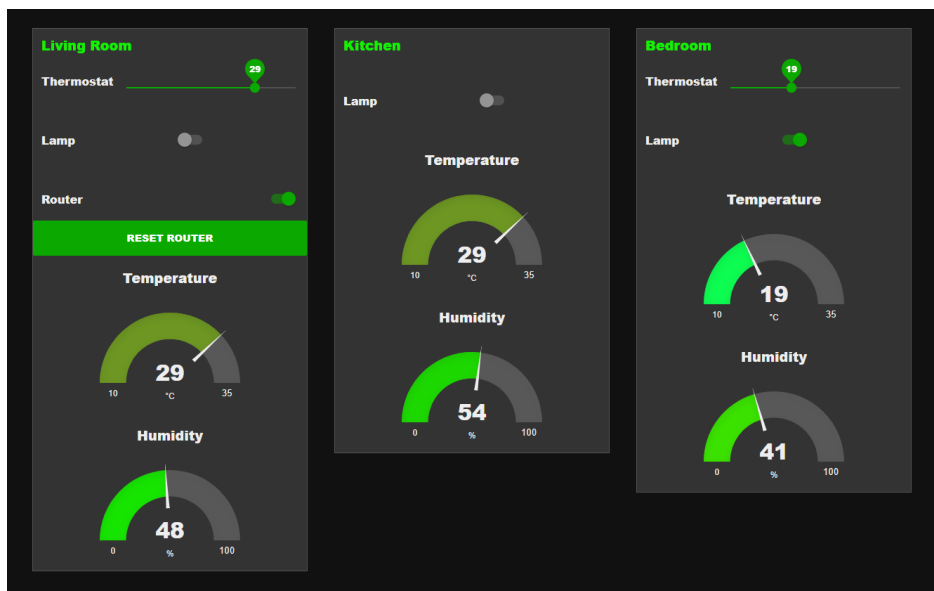 Living Room
Thermostat
29
Lamp
Router
RESET ROUTER
Temperature
29
10
°C
35
Humidity
48
0
%
100
Kitchen
Lamp
Temperature
29
10
°C
35
Humidity
54
0
%
100
Bedroom
Thermostat
19
Lamp
Temperature
19
10
°C
35
Humidity
41
0
%
100